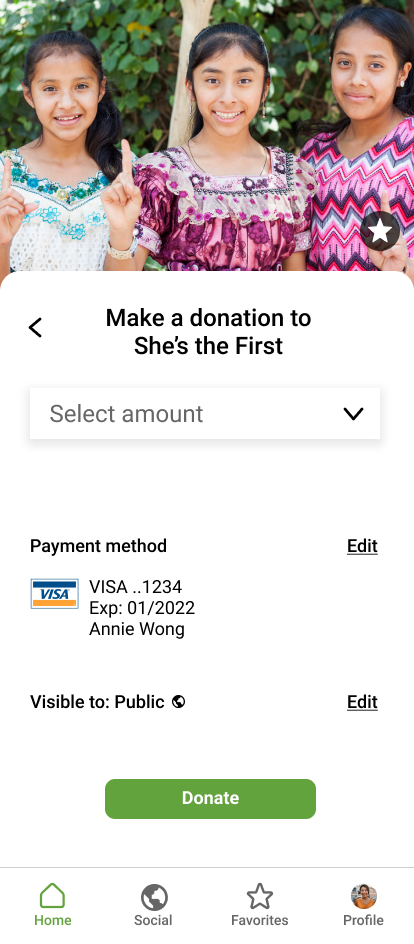 Make a donation to
She's the First
Select amount
Payment method
Edit
VISA
VISA ..1234
Exp: 01/2022
Annie Wong
Visible to: Public
Edit
Donate
Home
Social
Favorites
Profile